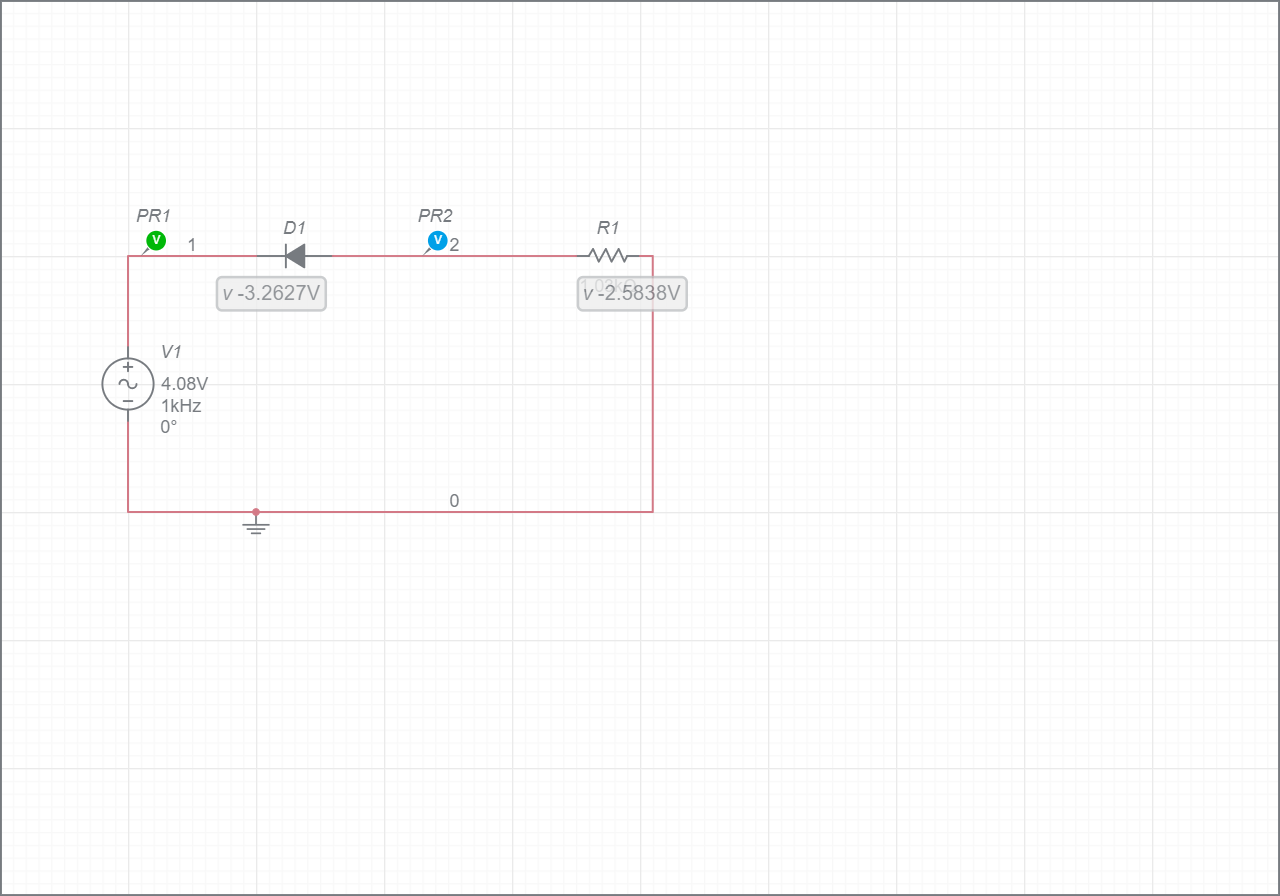 PR1
D1
PR2
R1
V
1
V
2
v -3.2627V
v -2.5838V
V1
4.08V
1kHz
0°
0